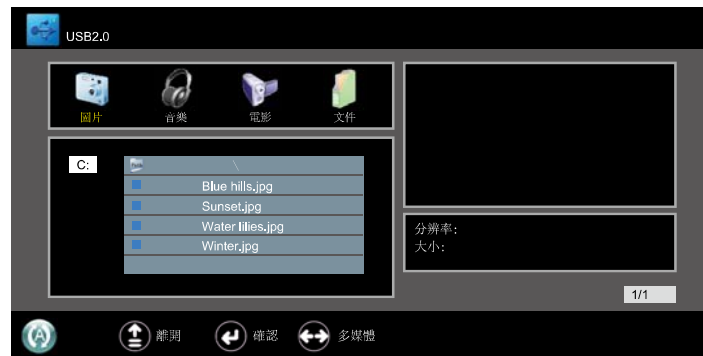 USB2.0
圖片 音樂 電影 文件
C: \
Blue hills.jpg
Sunset.jpg
Water lilies.jpg
Winter.jpg
分辨率:
大小:
1/1
A 離開 確認 多媒體